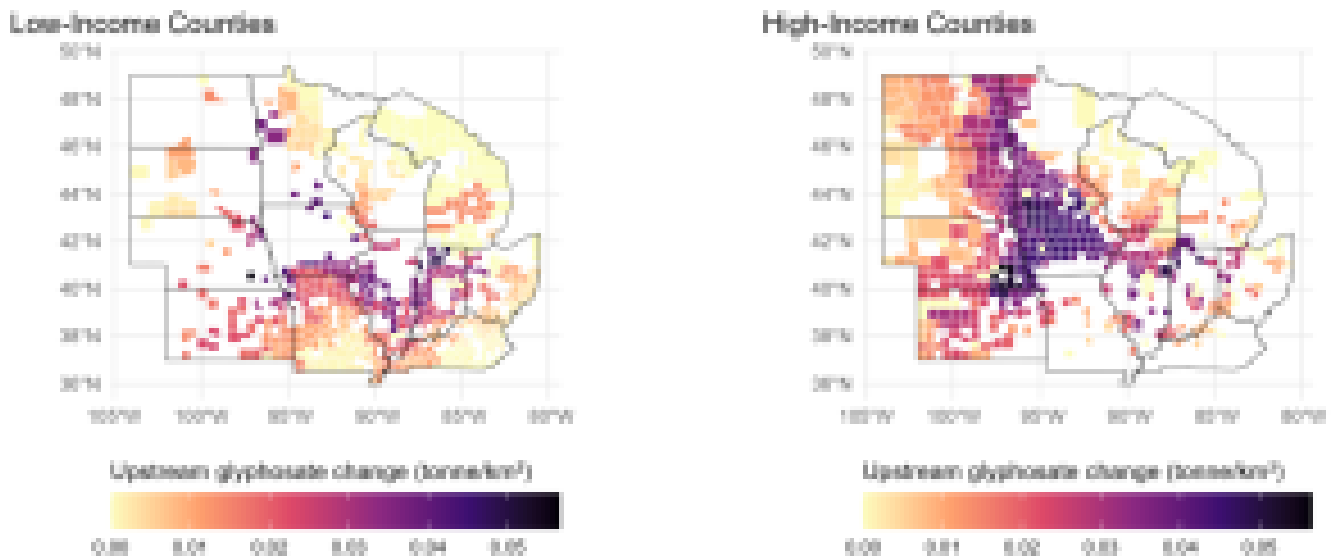 Low-Income Counties
High-Income Counties
50°N
48°N
46°N
44°N
42°N
40°N
38°N
36°N
100°W
95°W
90°W
85°W
80°W
50°N
48°N
46°N
44°N
42°N
40°N
38°N
36°N
100°W
95°W
90°W
85°W
80°W
Upstream glyphosate change (tonne/km²)
Upstream glyphosate change (tonne/km²)
0.00 0.01 0.02 0.03 0.04 0.05
0.00 0.01 0.02 0.03 0.04 0.05